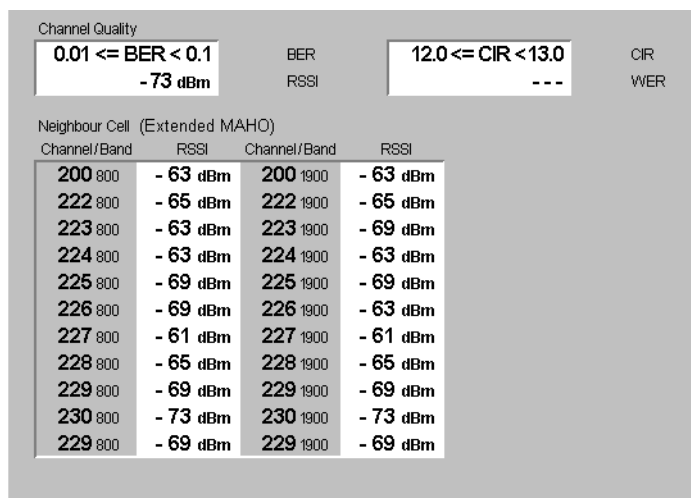 Channel Quality
0.01 <= BER < 0.1 BER 12.0 <= CIR <13.0 CIR
-73 dBm RSSI --- WER
Neighbour Cell (Extended MAHO)
Channel/Band RSSI Channel/Band RSSI
200 800 -63 dBm 200 1900 -63 dBm
222 800 -65 dBm 222 1900 -65 dBm
223 800 -63 dBm 223 1900 -69 dBm
224 800 -63 dBm 224 1900 -63 dBm
225 800 -69 dBm 225 1900 -69 dBm
226 800 -69 dBm 226 1900 -63 dBm
227 800 -61 dBm 227 1900 -61 dBm
228 800 -65 dBm 228 1900 -65 dBm
229 800 -69 dBm 229 1900 -69 dBm
230 800 -73 dBm 230 1900 -73 dBm
229 800 -69 dBm 229 1900 -69 dBm